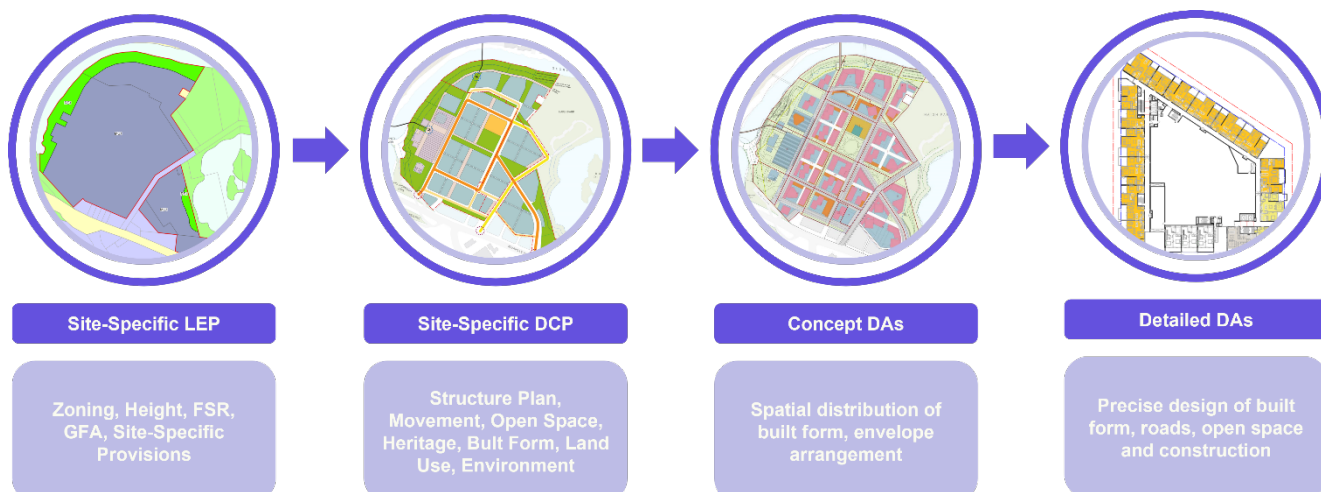 Site-Specific LEP
Zoning, Height, FSR,
GFA, Site-Specific
Provisions
Site-Specific DCP
Structure Plan,
Movement, Open Space,
Heritage, Bult Form, Land
Use, Environment
Concept DAs
Spatial distribution of
built form, envelope
arrangement
Detailed DAs
Precise design of built
form, roads, open space
and construction